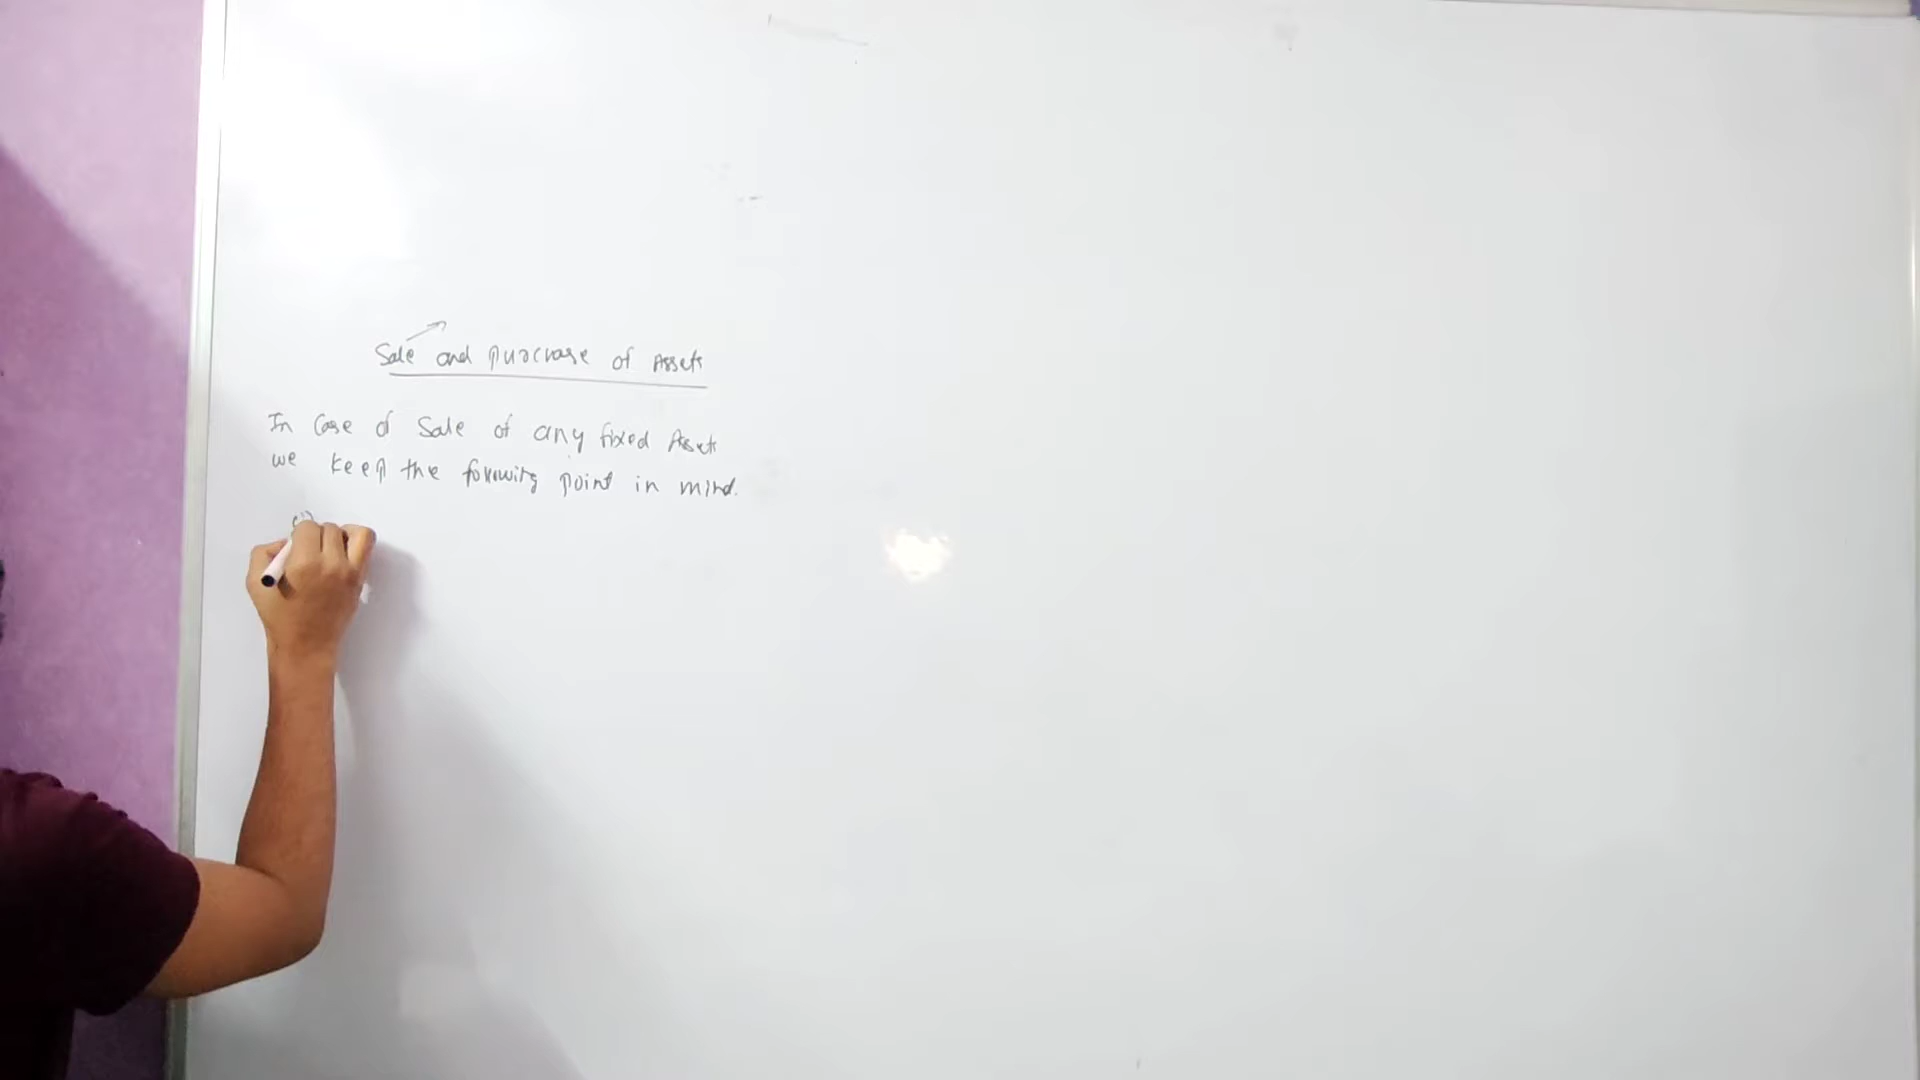 Sale and purchase of Assets
In Case of Sale of any fixed Assets
we keep the following point in mind.